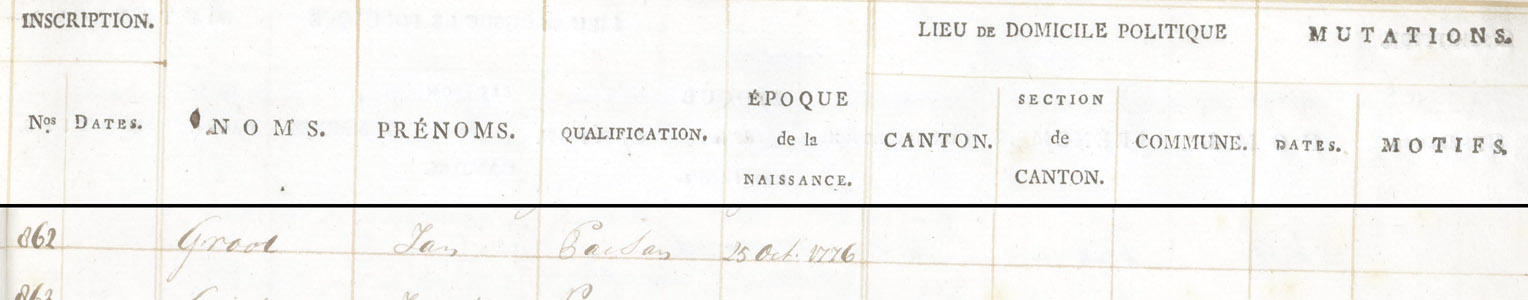 INSCRIPTION. LIEU DE DOMICILE POLITIQUE MUTATIONS.
Nos DATES. NOMS. PRÉNOMS. QUALIFICATION. ÉPOQUE de la NAISSANCE. CANTON. SECTION de CANTON. COMMUNE. DATES. MOTIFS.
862 Groot Jan Paisan 25 Oct. 1776
863